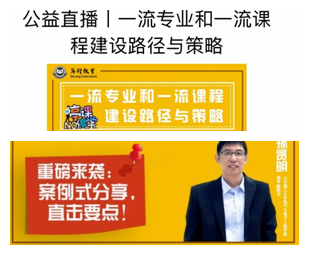 公益直播丨一流专业和一流课
程建设路径与策略
一流专业和一流课程
建设路径与策略
重磅来袭：
案例式分享，
直击要点！